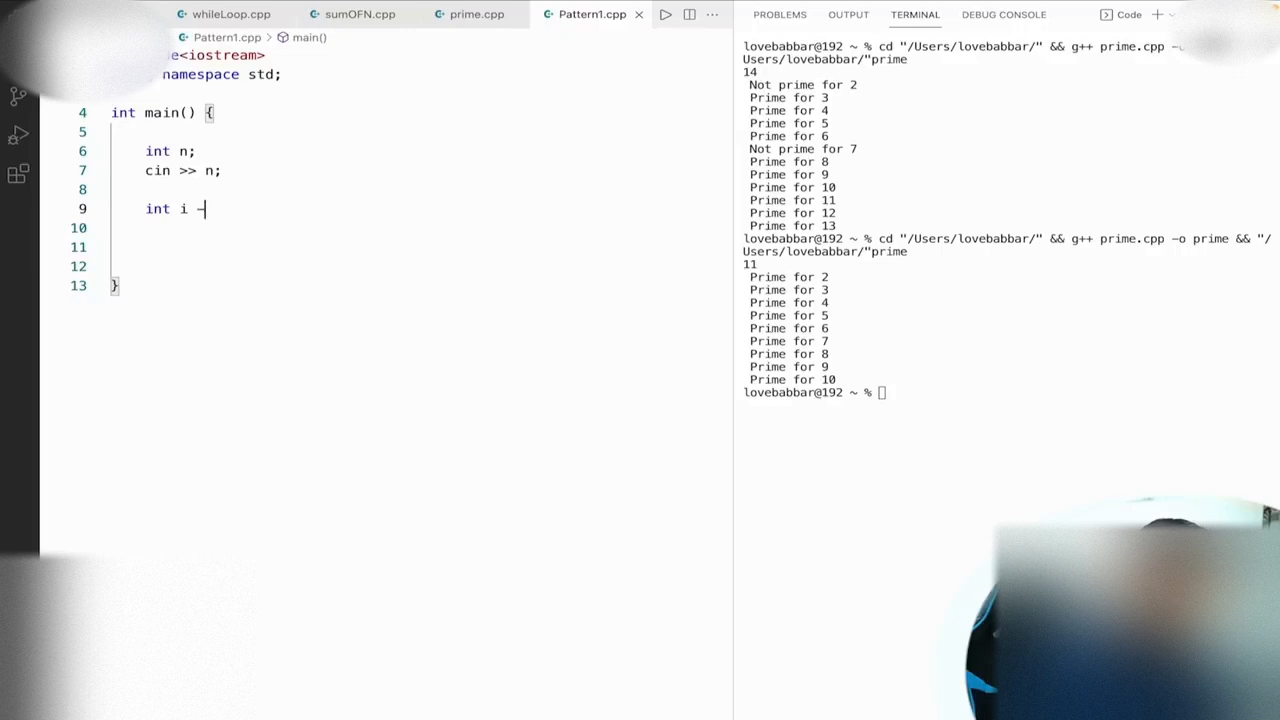 whileLoop.cpp sumOFN.cpp prime.cpp Pattern1.cpp
Pattern1.cpp > main()
<iostream>
namespace std;
4 int main() {
5
6 int n;
7 cin >> n;
8
9 int i -
10
11
12
13 }
PROBLEMS OUTPUT TERMINAL DEBUG CONSOLE Code
lovebabbar@192 ~ % cd "/Users/lovebabbar/" && g++ prime.cpp
Users/lovebabbar/"prime
14
Not prime for 2
Prime for 3
Prime for 4
Prime for 5
Prime for 6
Not prime for 7
Prime for 8
Prime for 9
Prime for 10
Prime for 11
Prime for 12
Prime for 13
lovebabbar@192 ~ % cd "/Users/lovebabbar/" && g++ prime.cpp -o prime && "/
Users/lovebabbar/"prime
11
Prime for 2
Prime for 3
Prime for 4
Prime for 5
Prime for 6
Prime for 7
Prime for 8
Prime for 9
Prime for 10
lovebabbar@192 ~ %